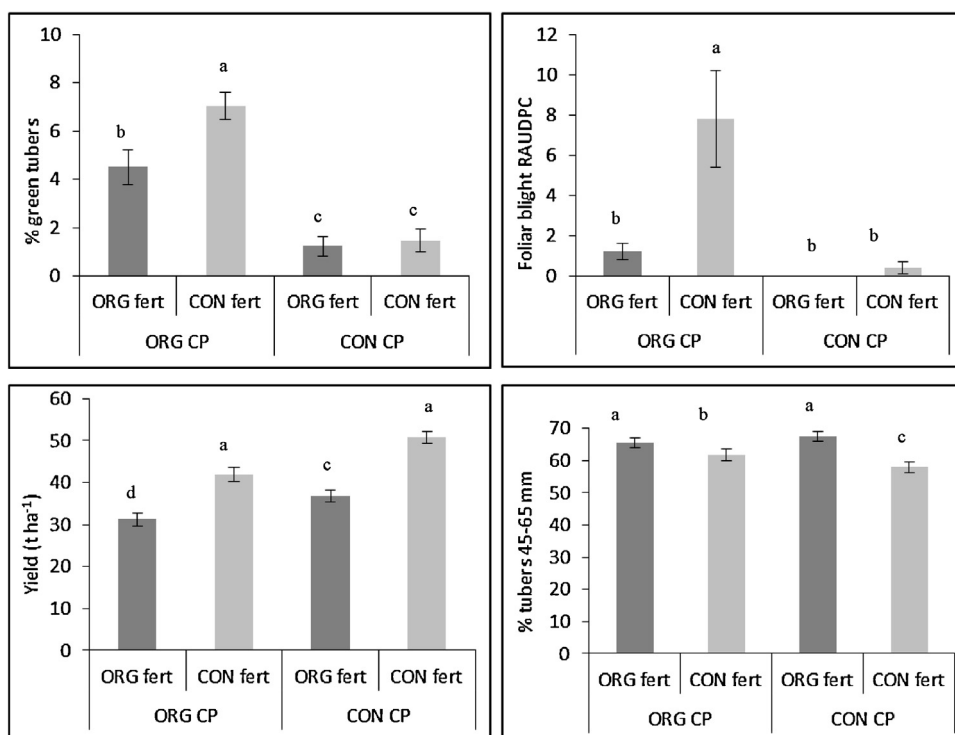 % green tubers
10
8
6
4
2
0
b
a
c
c
ORG fert CON fert ORG fert CON fert
ORG CP CON CP
Foliar blight RAUDPC
12
10
8
6
4
2
0
b
a
b
b
ORG fert CON fert ORG fert CON fert
ORG CP CON CP
Yield (t ha⁻¹)
60
50
40
30
20
10
0
d
a
c
a
ORG fert CON fert ORG fert CON fert
ORG CP CON CP
% tubers 45-65 mm
70
60
50
40
30
20
10
0
a
b
a
c
ORG fert CON fert ORG fert CON fert
ORG CP CON CP